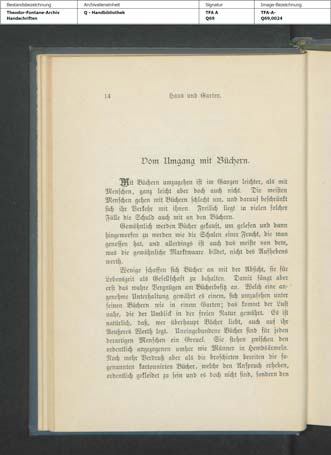 Bestandsbezeichnung Archivalieneinheit Signatur Image-Bezeichnung
Theodor-Fontane-Archiv Q - Handbibliothek TFA A TFA-A-
Handschriften Q69 Q69,0024
14 Haus und Garten.
Vom Umgang mit Büchern.
Mit Büchern umzugehen ist im Ganzen leichter, als mit
Menschen, ganz leicht aber doch auch nicht. Die meisten
Menschen gehen mit Büchern schlecht um, und darauf beschränkt
sich ihr Verkehr mit ihnen. Freilich liegt in vielen solcher
Fälle die Schuld auch mit an den Büchern.
Gewöhnlich werden Bücher gekauft, um gelesen und dann
hingeworfen zu werden wie die Schalen einer Frucht, die man
genossen hat, und allerdings ist auch das meiste von dem,
was die gewöhnliche Marktwaare bildet, nicht des Aufhebens
werth.
Wenige schaffen sich Bücher an mit der Absicht, sie für
Lebenszeit als Gesellschaft zu behalten. Damit fängt aber
erst das wahre Vergnügen am Bücherbesitz an. Welch eine an-
genehme Unterhaltung gewährt es einem, sich umzusehen unter
seinen Büchern wie in einem Garten; das kommt der Lust
nahe, die der Umblick in der freien Natur gewährt. Es ist
natürlich, daß, wer überhaupt Bücher liebt, auch auf ihr
Aeußeres Werth legt. Uneingebundene Bücher sind für jeden
derartigen Menschen ein Greuel. Sie stehen zwischen den
ordentlich angezogenen umher wie Männer in Hemdsärmeln.
Noch mehr Verdruß aber als die broschirten bereiten die so-
genannten kartonnirten Bücher, welche den Anspruch erheben,
ordentlich gekleidet zu sein und es doch nicht sind, sondern den